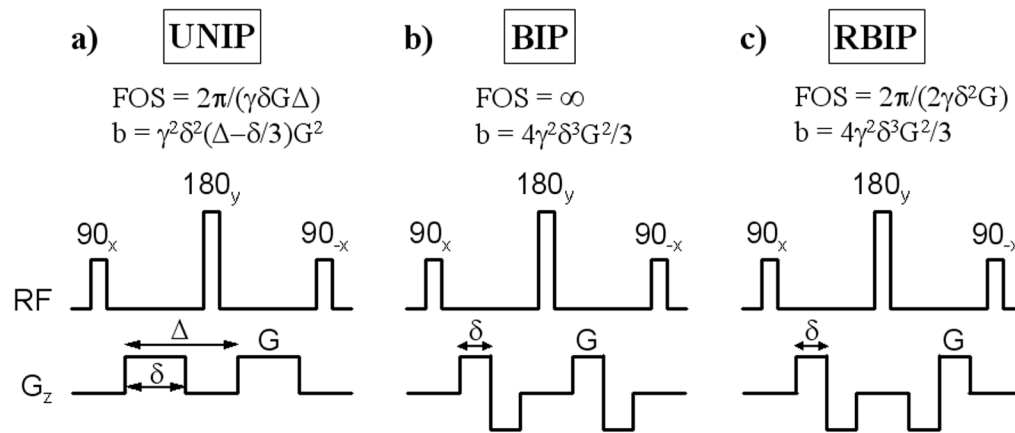 a) UNIP
FOS = 2π/(γδGΔ)
b = γ²δ²(Δ−δ/3)G²
180y
90x
90-x
RF
Δ
G
δ
Gz
b) BIP
FOS = ∞
b = 4γ²δ³G²/3
180y
90x
90-x
δ
G
c) RBIP
FOS = 2π/(2γδ²G)
b = 4γ²δ³G²/3
180y
90x
90-x
δ
G